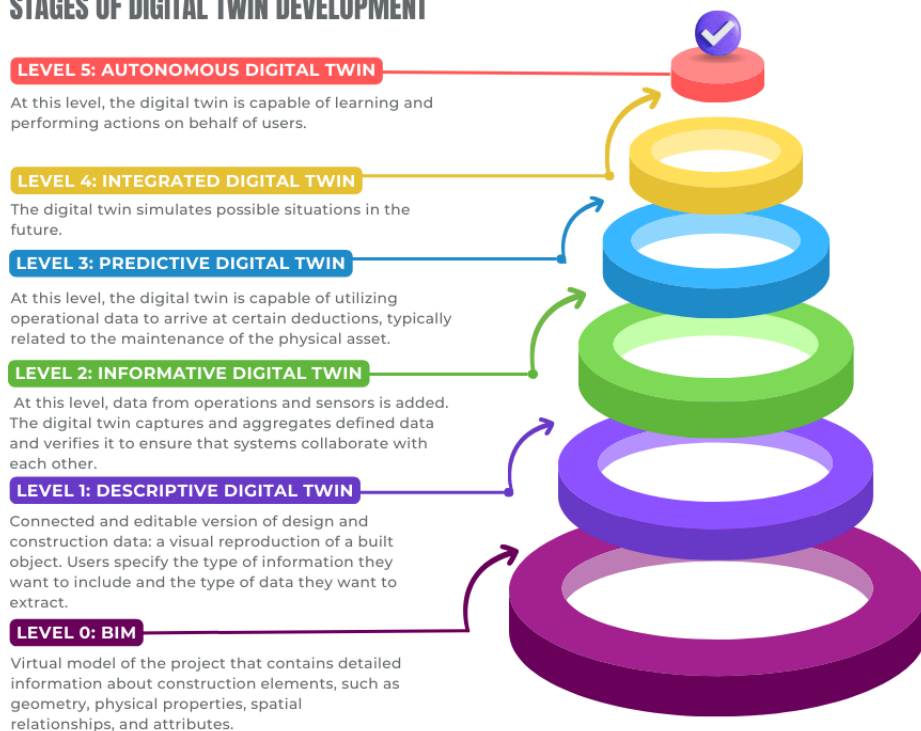 STAGES OF DIGITAL TWIN DEVELOPMENT
LEVEL 5: AUTONOMOUS DIGITAL TWIN
At this level, the digital twin is capable of learning and
performing actions on behalf of users.
LEVEL 4: INTEGRATED DIGITAL TWIN
The digital twin simulates possible situations in the
future.
LEVEL 3: PREDICTIVE DIGITAL TWIN
At this level, the digital twin is capable of utilizing
operational data to arrive at certain deductions, typically
related to the maintenance of the physical asset.
LEVEL 2: INFORMATIVE DIGITAL TWIN
At this level, data from operations and sensors is added.
The digital twin captures and aggregates defined data
and verifies it to ensure that systems collaborate with
each other.
LEVEL 1: DESCRIPTIVE DIGITAL TWIN
Connected and editable version of design and
construction data: a visual reproduction of a built
object. Users specify the type of information they
want to include and the type of data they want to
extract.
LEVEL 0: BIM
Virtual model of the project that contains detailed
information about construction elements, such as
geometry, physical properties, spatial
relationships, and attributes.